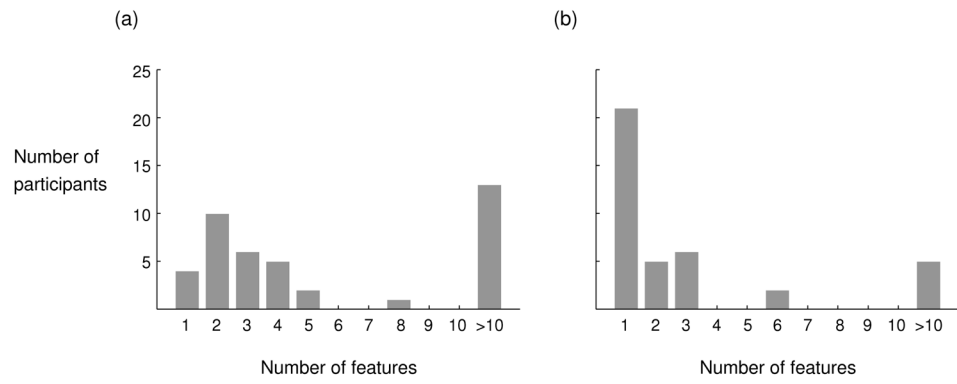 (a)
(b)
25
20
15
10
5
Number of
participants
1 2 3 4 5 6 7 8 9 10 >10
1 2 3 4 5 6 7 8 9 10 >10
Number of features
Number of features